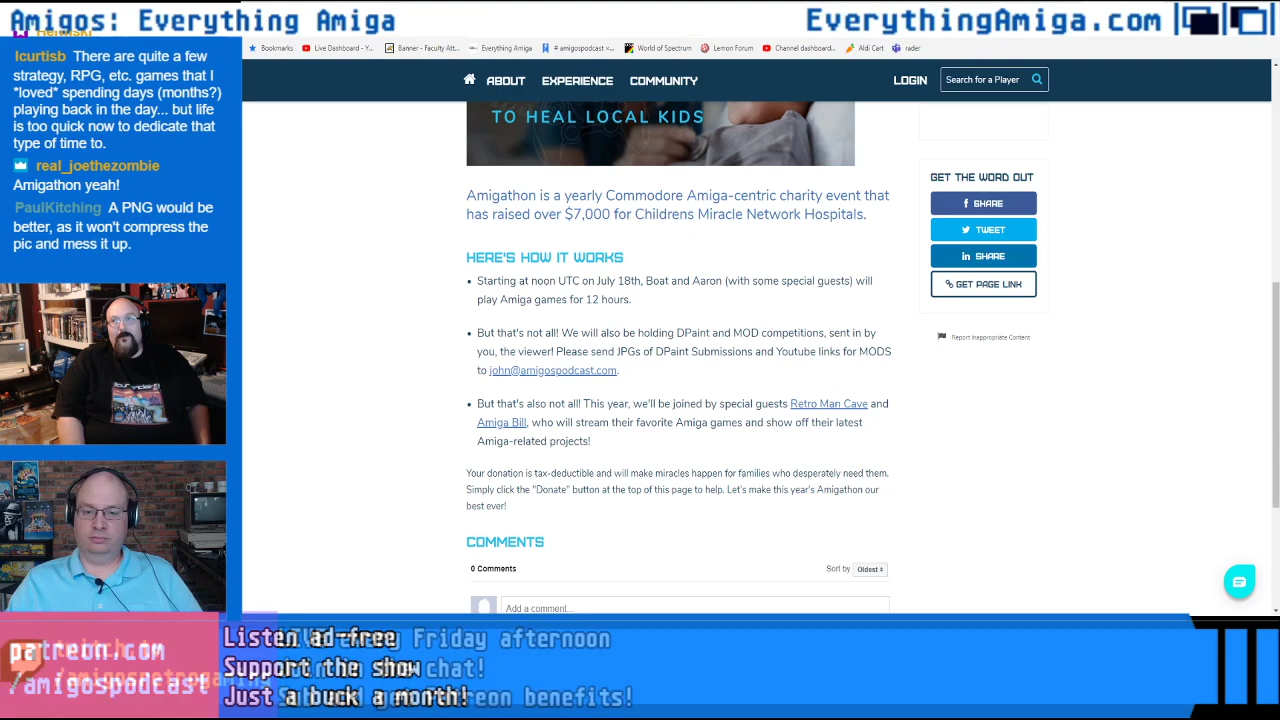 Amigos: Everything Amiga
EverythingAmiga.com
Bookmarks
Live Dashboard - Y...
Banner - Faculty Att...
Everything Amiga
# amigospodcast ×...
World of Spectrum
Lemon Forum
Channel dashboard...
Aldi Cart
rader
ABOUT EXPERIENCE COMMUNITY
LOGIN
Search for a Player
lcurtisb There are quite a few
strategy, RPG, etc. games that I
*loved* spending days (months?)
playing back in the day... but life
is too quick now to dedicate that
type of time to.
real_joethezombie
Amigathon yeah!
PaulKitching A PNG would be
better, as it won't compress the
pic and mess it up.
TO HEAL LOCAL KIDS
Amigathon is a yearly Commodore Amiga-centric charity event that
has raised over $7,000 for Childrens Miracle Network Hospitals.
HERE'S HOW IT WORKS
• Starting at noon UTC on July 18th, Boat and Aaron (with some special guests) will
play Amiga games for 12 hours.
• But that's not all! We will also be holding DPaint and MOD competitions, sent in by
you, the viewer! Please send JPGs of DPaint Submissions and Youtube links for MODS
to john@amigospodcast.com.
• But that's also not all! This year, we'll be joined by special guests Retro Man Cave and
Amiga Bill, who will stream their favorite Amiga games and show off their latest
Amiga-related projects!
Your donation is tax-deductible and will make miracles happen for families who desperately need them.
Simply click the "Donate" button at the top of this page to help. Let's make this year's Amigathon our
best ever!
COMMENTS
0 Comments
Sort by Oldest
Add a comment...
GET THE WORD OUT
SHARE
TWEET
SHARE
GET PAGE LINK
Report Inappropriate Content
patreon.com
/amigospodcast
twitch.tv
/amigosretrogaming
Listen ad-free
Support the show
Just a buck a month!
Friday afternoon
chat!
Patreon benefits!